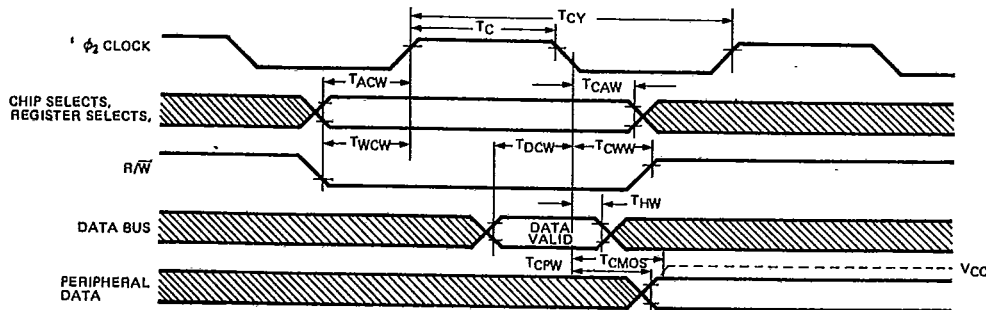 TCY
TC
' ϕ2 CLOCK
TACW
TCAW
CHIP SELECTS,
REGISTER SELECTS,
TWCW
TDCW
TCWW
R/W̅
THW
DATA BUS
DATA
VALID
TCPW
TCMOS
VCC
PERIPHERAL
DATA